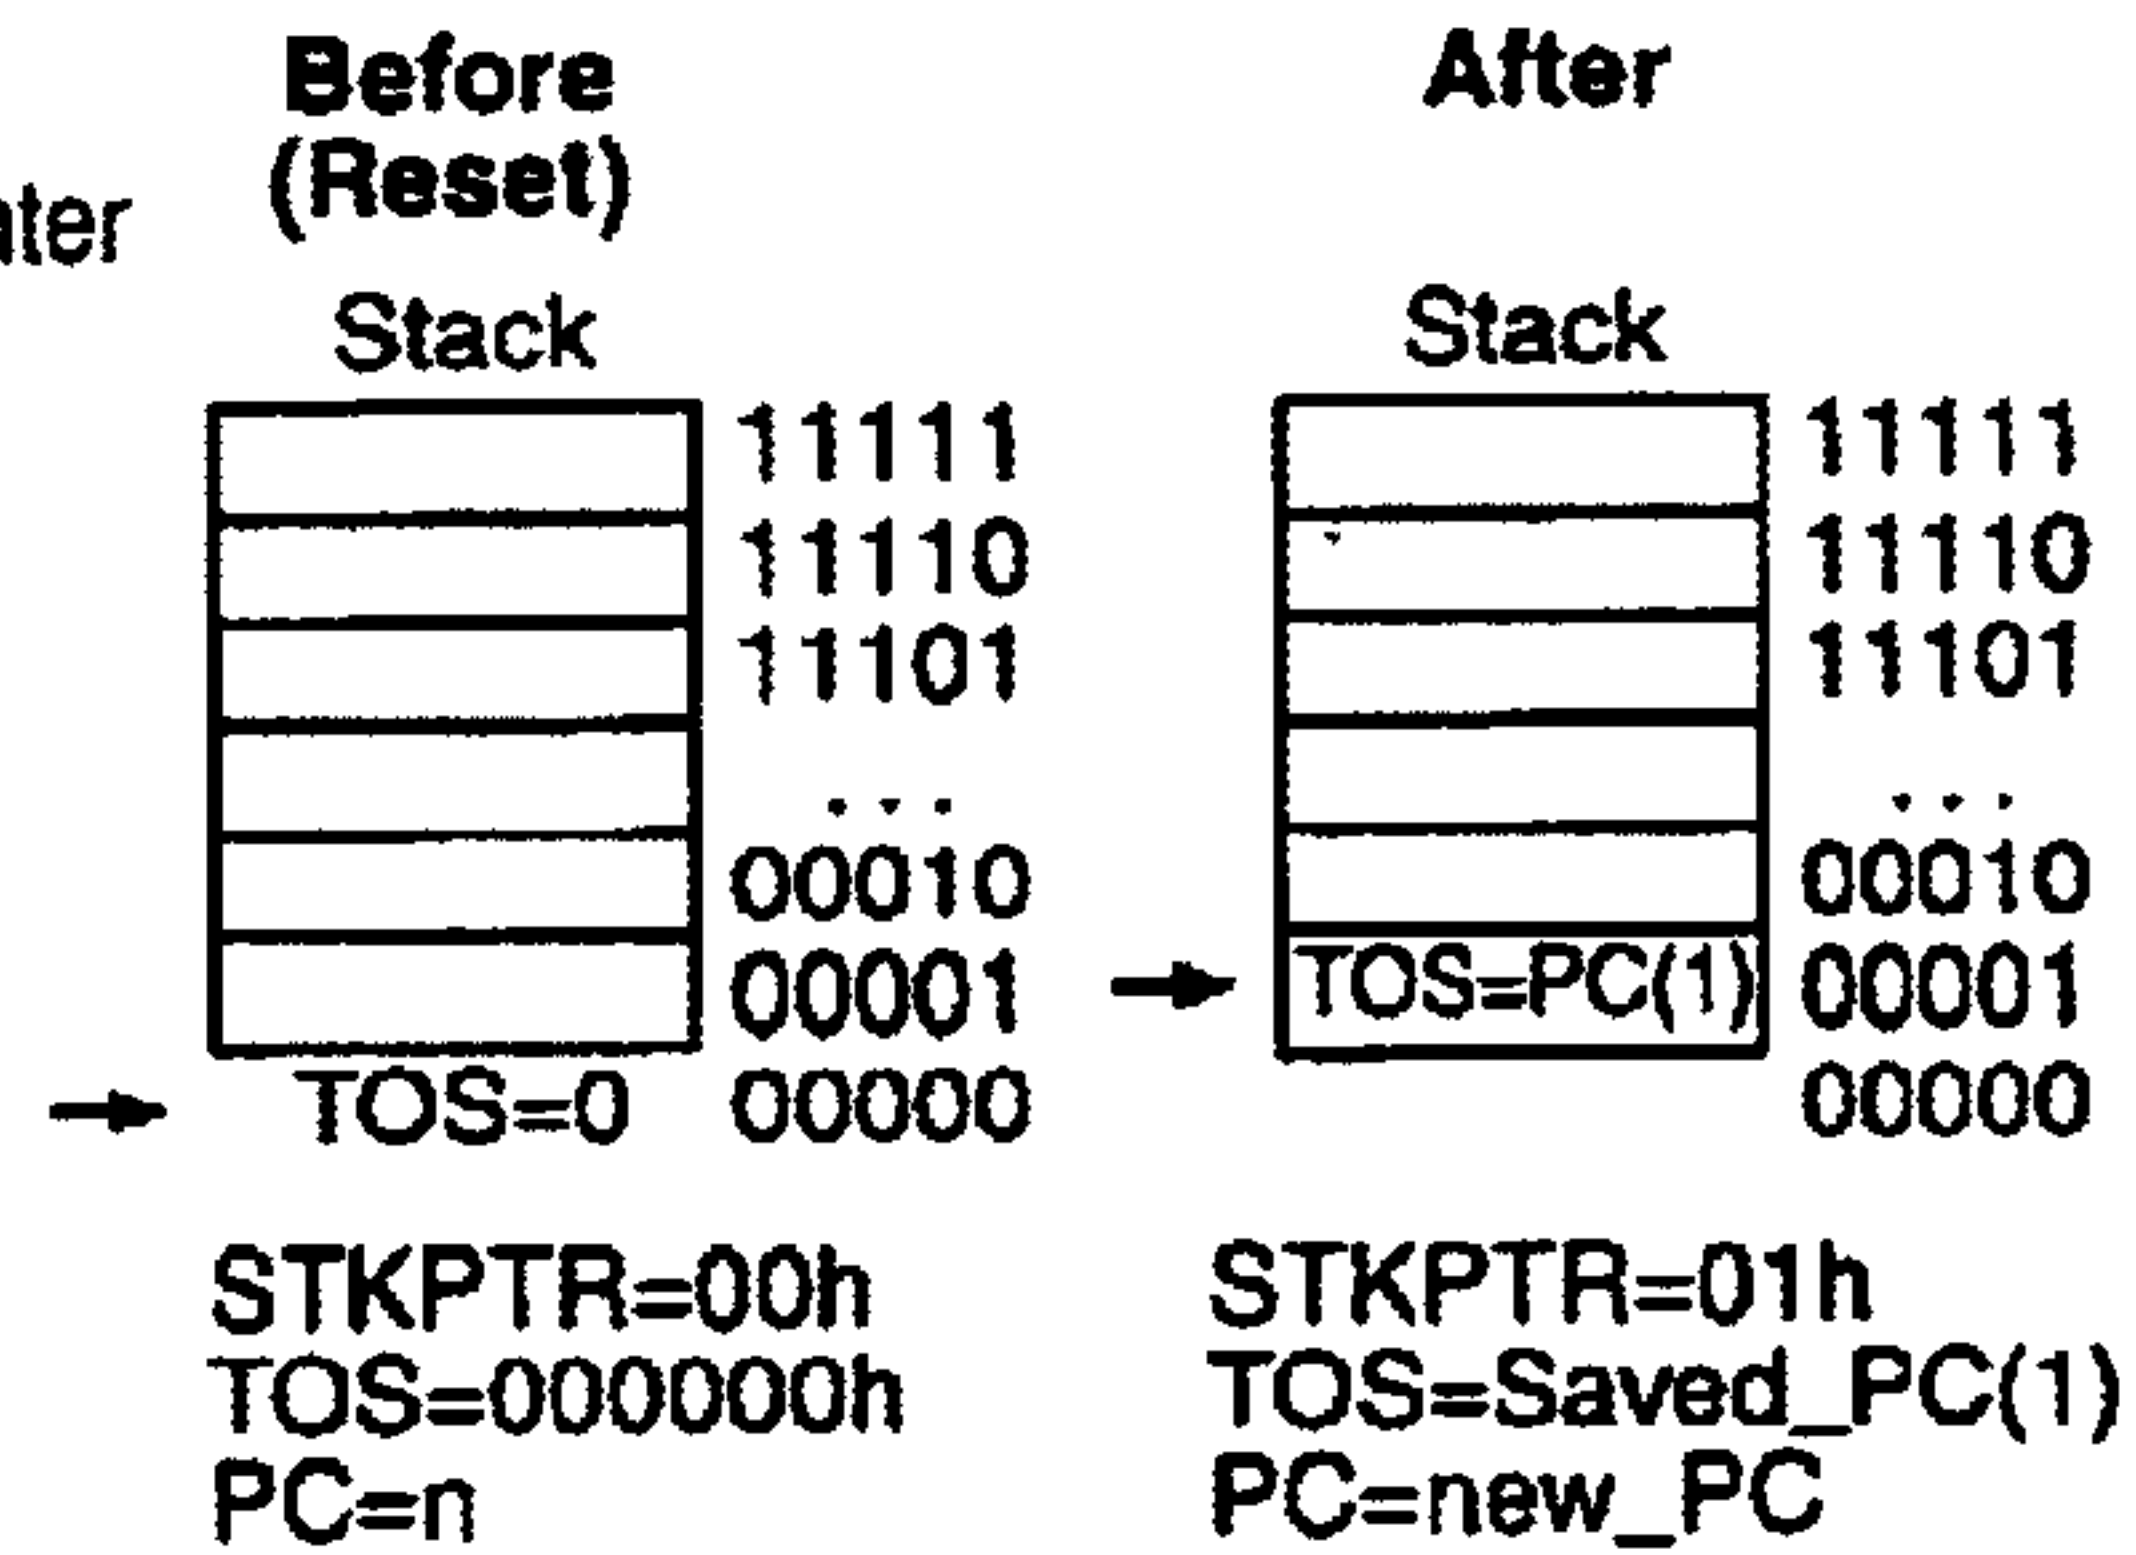 Before
(Reset)
Stack
11111
11110
11101
...
00010
00001
TOS=0 00000
STKPTR=00h
TOS=000000h
PC=n
After
Stack
11111
11110
11101
...
00010
TOS=PC(1) 00001
00000
STKPTR=01h
TOS=Saved_PC(1)
PC=new_PC